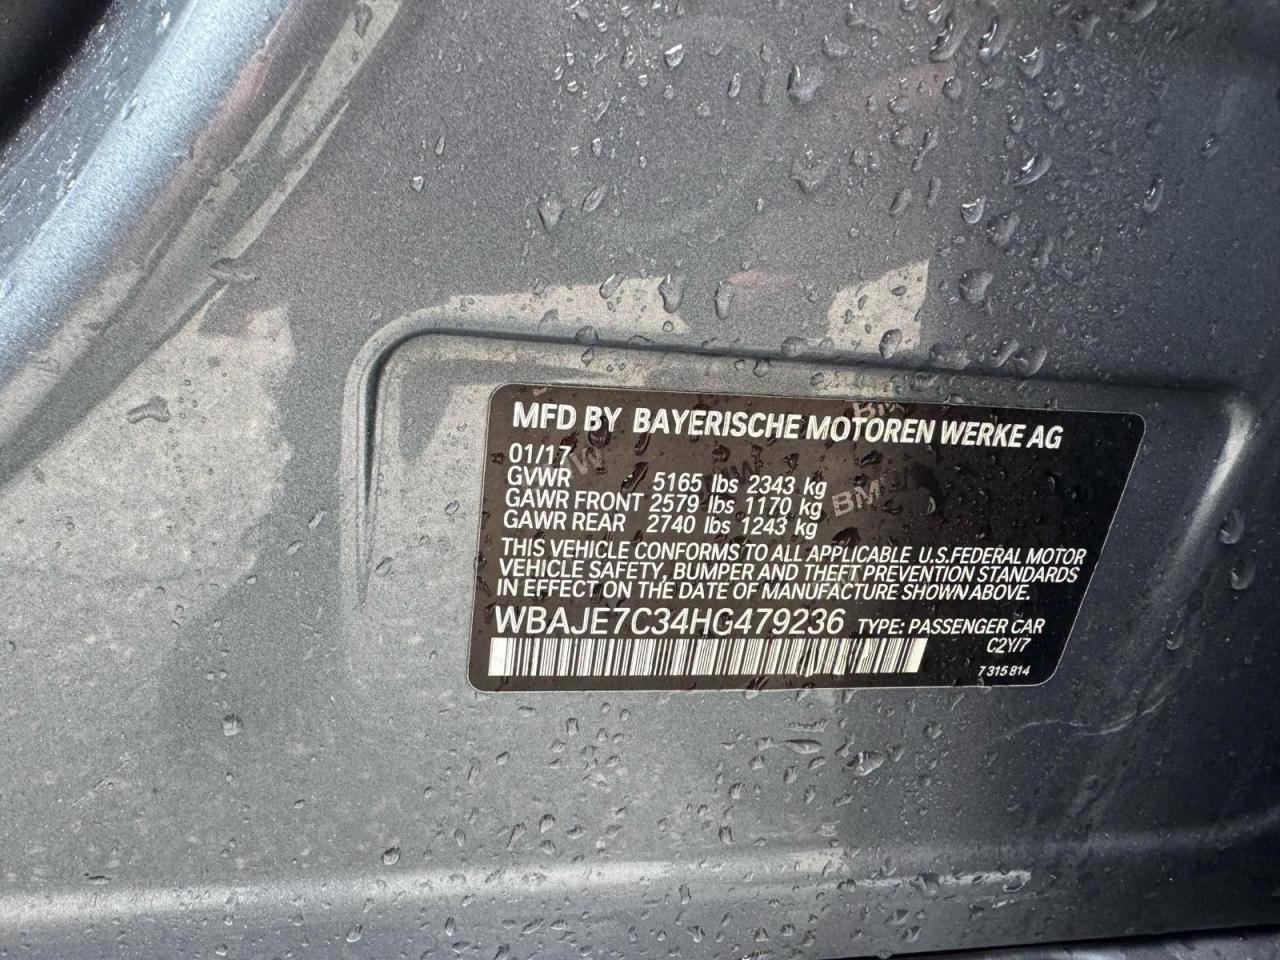 MFD BY BAYERISCHE MOTOREN WERKE AG
01/17
GVWR 5165 lbs 2343 kg
GAWR FRONT 2579 lbs 1170 kg
GAWR REAR 2740 lbs 1243 kg
THIS VEHICLE CONFORMS TO ALL APPLICABLE U.S.FEDERAL MOTOR
VEHICLE SAFETY, BUMPER AND THEFT PREVENTION STANDARDS
IN EFFECT ON THE DATE OF MANUFACTURE SHOWN ABOVE.
WBAJE7C34HG479236 TYPE: PASSENGER CAR
C2Y/7
7 315 814